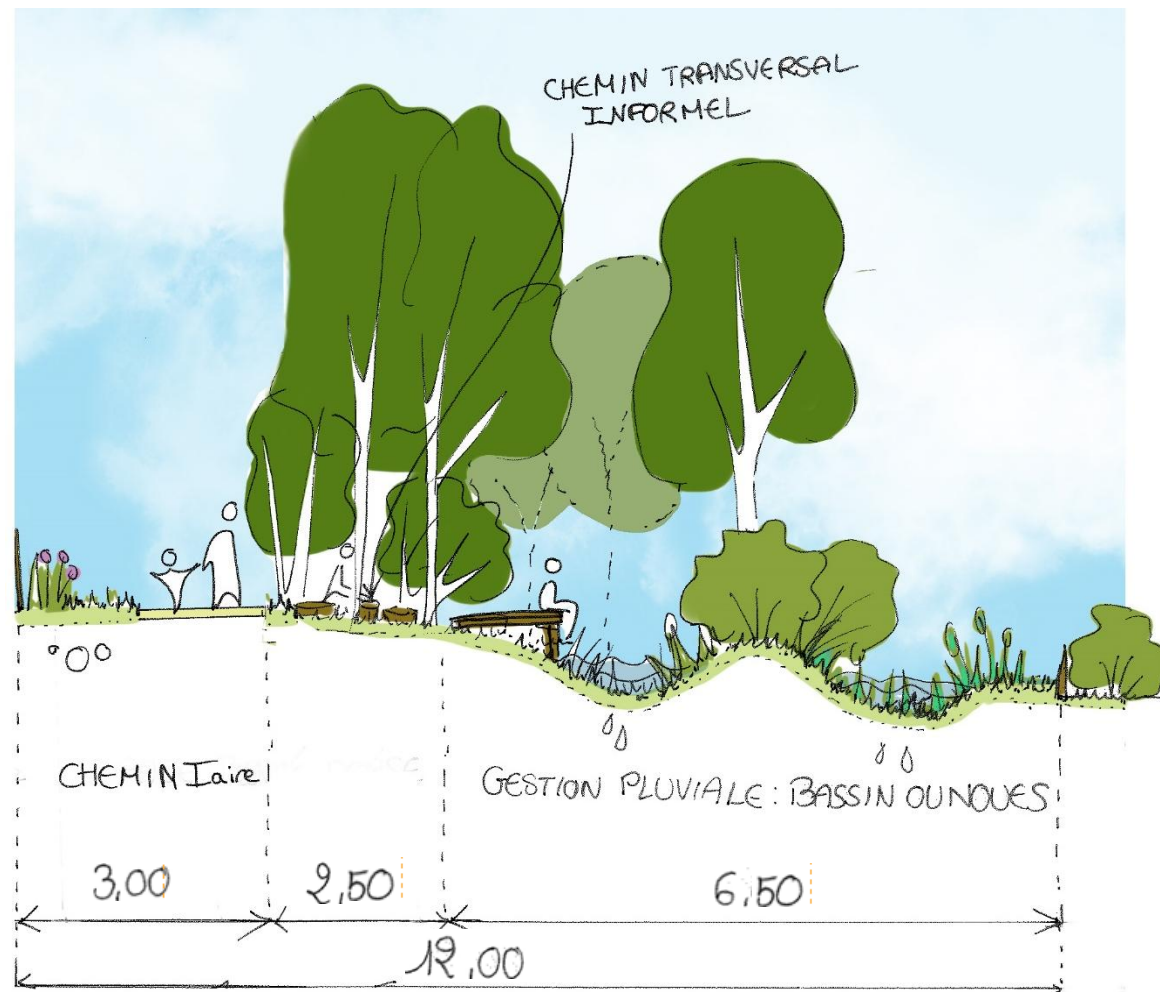 CHEMIN TRANSVERSAL
INFORMEL
CHEMIN Iaire
GESTION PLUVIALE : BASSIN OU NOUES
3,00
2,50
6,50
12,00